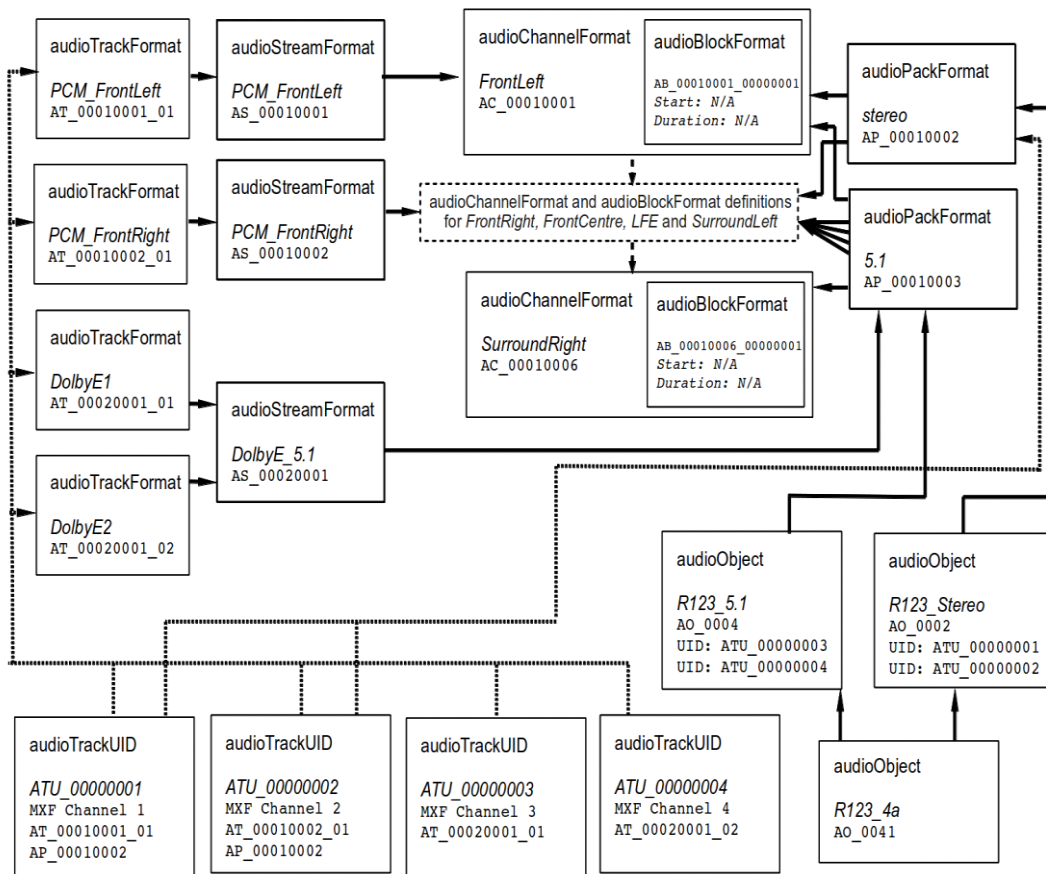 audioTrackFormat
PCM_FrontLeft
AT_00010001_01
audioStreamFormat
PCM_FrontLeft
AS_00010001
audioChannelFormat
FrontLeft
AC_00010001
audioBlockFormat
AB_00010001_00000001
Start: N/A
Duration: N/A
audioPackFormat
stereo
AP_00010002
audioTrackFormat
PCM_FrontRight
AT_00010002_01
audioStreamFormat
PCM_FrontRight
AS_00010002
audioChannelFormat and audioBlockFormat definitions
for FrontRight, FrontCentre, LFE and SurroundLeft
audioPackFormat
5.1
AP_00010003
audioChannelFormat
SurroundRight
AC_00010006
audioBlockFormat
AB_00010006_00000001
Start: N/A
Duration: N/A
audioTrackFormat
DolbyE1
AT_00020001_01
audioStreamFormat
DolbyE_5.1
AS_00020001
audioTrackFormat
DolbyE2
AT_00020001_02
audioObject
R123_5.1
AO_0004
UID: ATU_00000003
UID: ATU_00000004
audioObject
R123_Stereo
AO_0002
UID: ATU_00000001
UID: ATU_00000002
audioTrackUID
ATU_00000001
MXF Channel 1
AT_00010001_01
AP_00010002
audioTrackUID
ATU_00000002
MXF Channel 2
AT_00010002_01
AP_00010002
audioTrackUID
ATU_00000003
MXF Channel 3
AT_00020001_01
audioTrackUID
ATU_00000004
MXF Channel 4
AT_00020001_02
audioObject
R123_4a
AO_0041